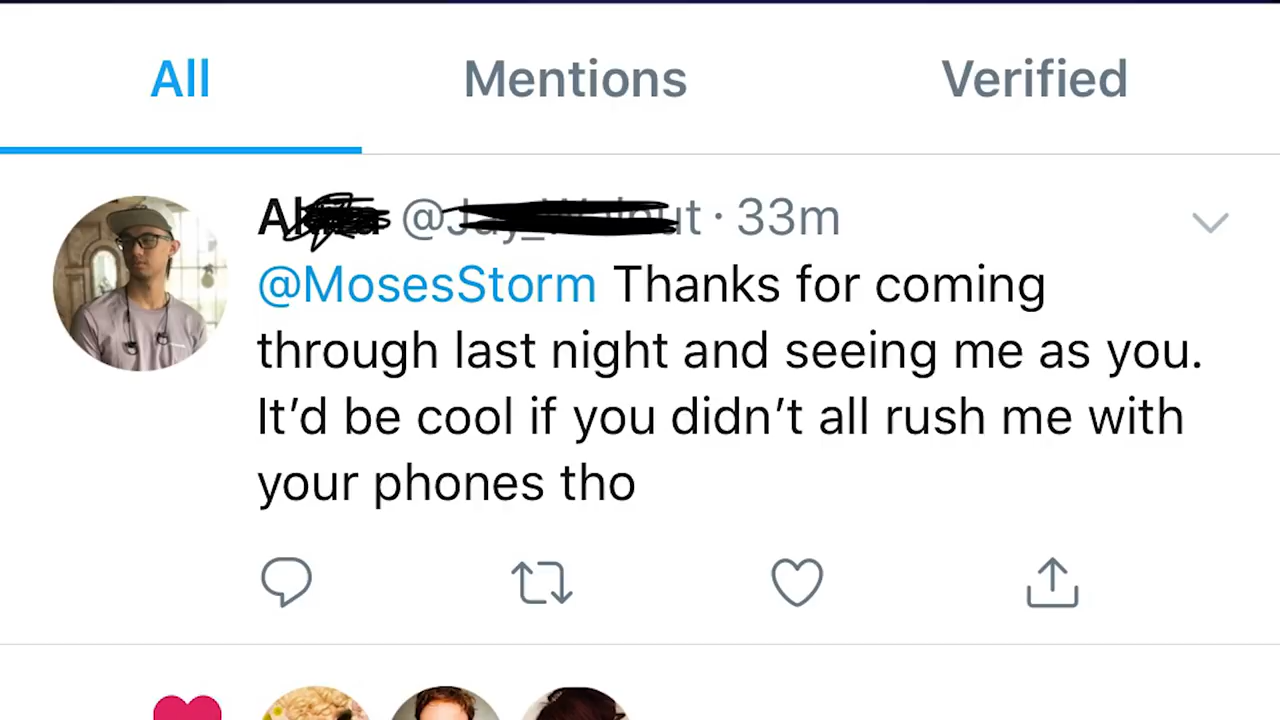 All Mentions Verified
· 33m
@MosesStorm Thanks for coming
through last night and seeing me as you.
It’d be cool if you didn’t all rush me with
your phones tho